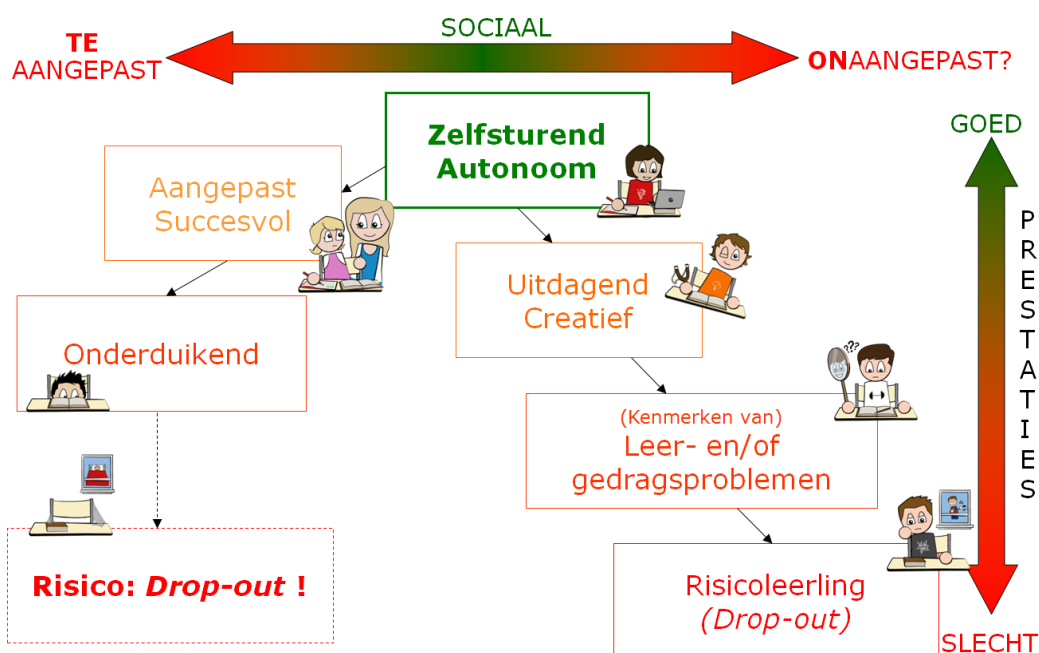 SOCIAAL
TE
AANGEPAST
ONAANGEPAST?
Zelfsturend
Autonoom
GOED
Aangepast
Succesvol
PRESTATIES
Uitdagend
Creatief
Onderduikend
???
(Kenmerken van)
Leer- en/of
gedragsproblemen
Risico: Drop-out !
Risicoleerling
(Drop-out)
SLECHT